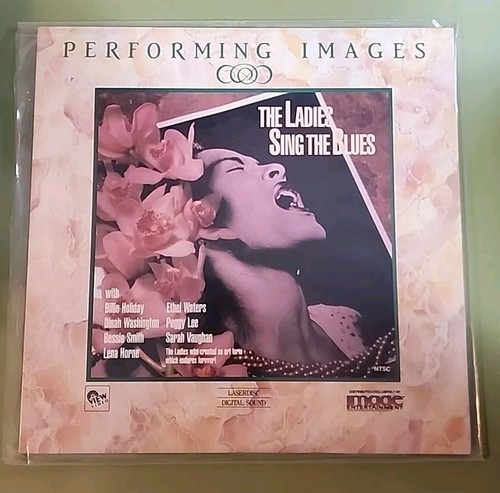 PERFORMING IMAGES
THE LADIES
SING THE BLUES
with
Billie Holiday
Dinah Washington
Bessie Smith
Lena Horne
Ethel Waters
Peggy Lee
Sarah Vaughan
The Ladies who created an art form
which endures forever!
*NTSC
VIEW
LASERDISC
DIGITAL SOUND
DISTRIBUTED EXCLUSIVELY BY
image
ENTERTAINMENT